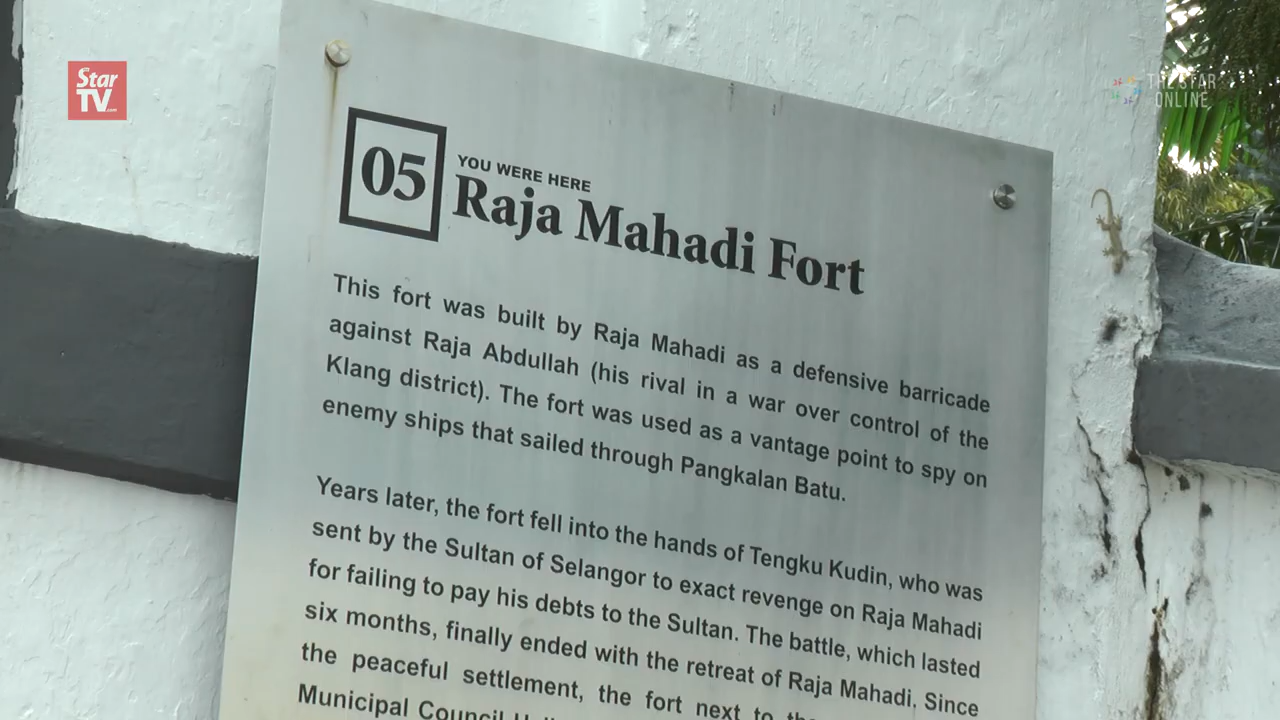 Star
TV.com
THE STAR
ONLINE
05
YOU WERE HERE
Raja Mahadi Fort
This fort was built by Raja Mahadi as a defensive barricade
against Raja Abdullah (his rival in a war over control of the
Klang district). The fort was used as a vantage point to spy on
enemy ships that sailed through Pangkalan Batu.
Years later, the fort fell into the hands of Tengku Kudin, who was
sent by the Sultan of Selangor to exact revenge on Raja Mahadi
for failing to pay his debts to the Sultan. The battle, which lasted
six months, finally ended with the retreat of Raja Mahadi. Since
the peaceful settlement, the fort next to
Municipal Council